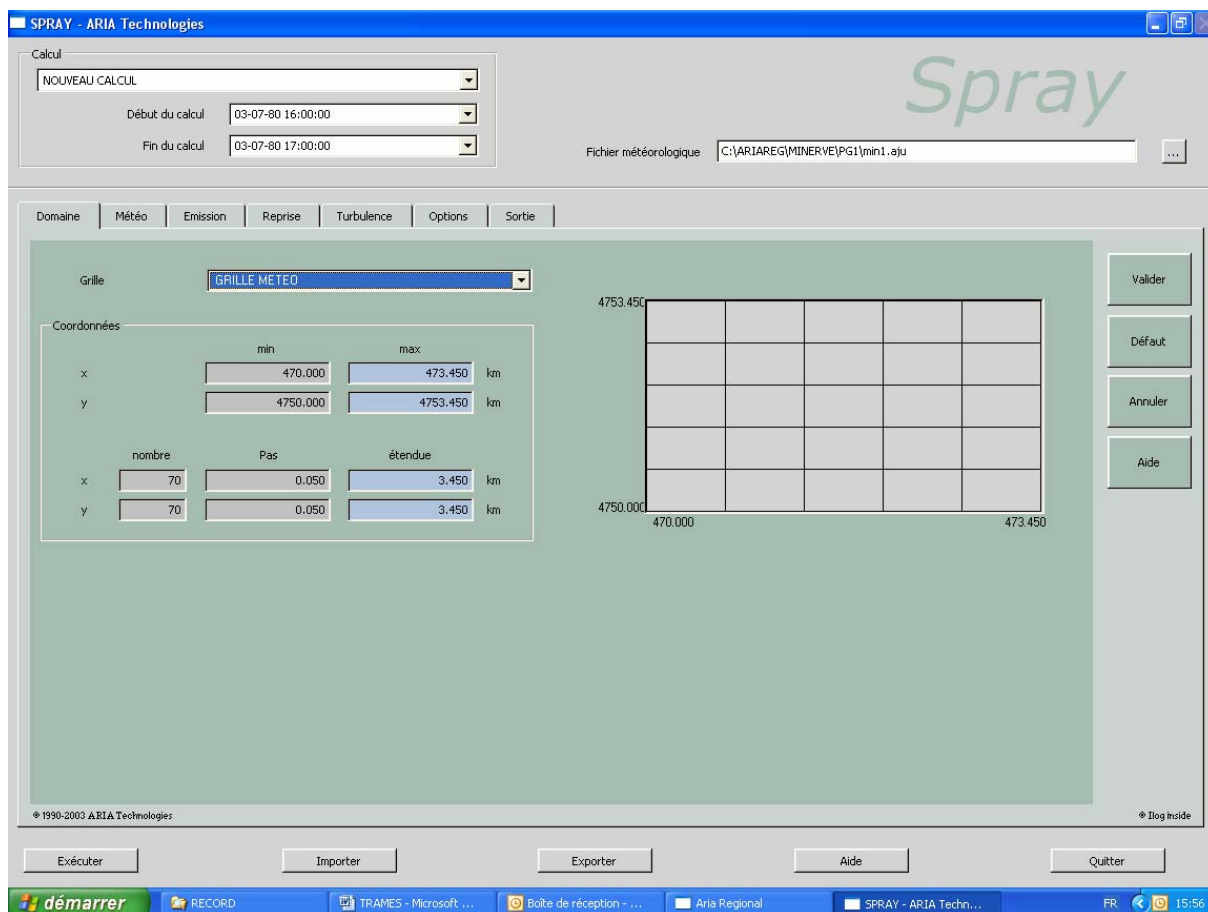 SPRAY - ARIA Technologies
Calcul
NOUVEAU CALCUL
Début du calcul 03-07-80 16:00:00
Fin du calcul 03-07-80 17:00:00
Spray
Fichier météorologique C:\ARIAREG\MINERVE\PG1\min1.aju ...
Domaine Météo Emission Reprise Turbulence Options Sortie
Grille GRILLE METEO
Coordonnées
min max
x 470.000 473.450 km
y 4750.000 4753.450 km
nombre Pas étendue
x 70 0.050 3.450 km
y 70 0.050 3.450 km
4753.450
4750.000
470.000 473.450
Valider
Défaut
Annuler
Aide
© 1990-2003 ARIA Technologies
© Ilog inside
Exécuter Importer Exporter Aide Quitter
démarrer RECORD TRAMES - Microsoft ... Boîte de réception - ... Aria Regional SPRAY - ARIA Techn... FR 15:56